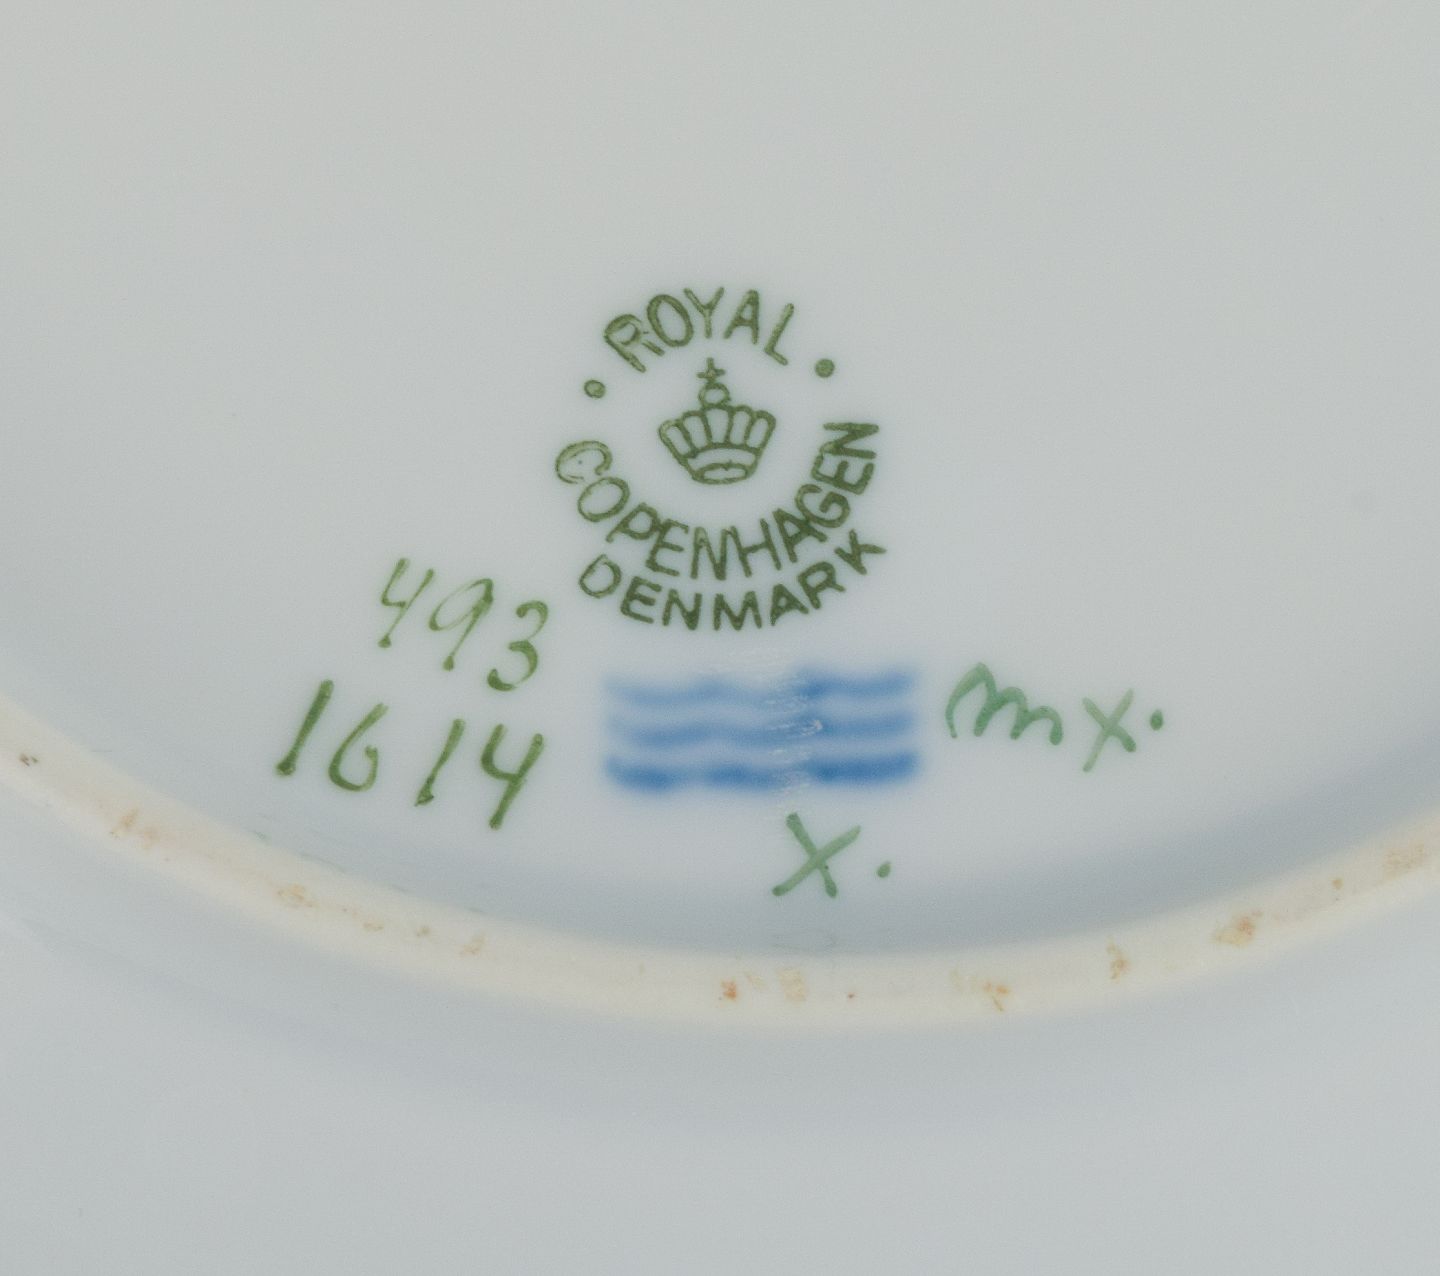 · ROYAL ·
COPENHAGEN
DENMARK
493
1614
mx.
x.